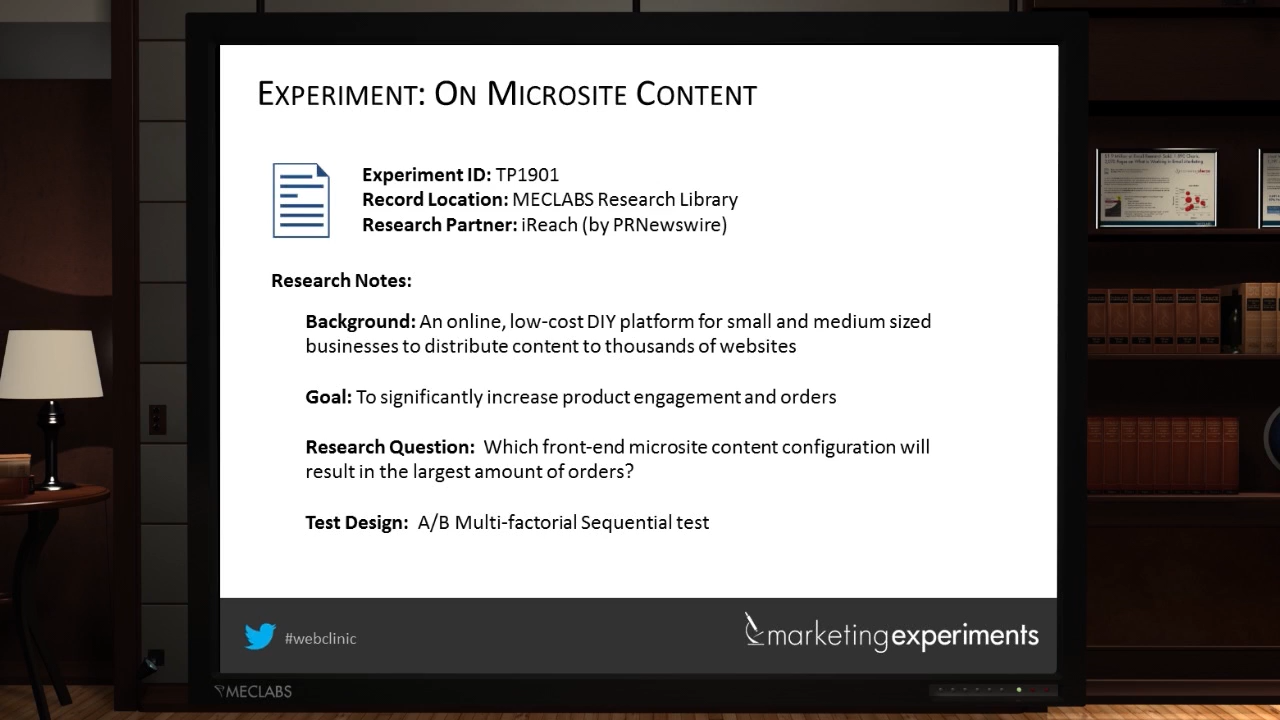 EXPERIMENT: ON MICROSITE CONTENT
Experiment ID: TP1901
Record Location: MECLABS Research Library
Research Partner: iReach (by PRNewswire)
Research Notes:
Background: An online, low-cost DIY platform for small and medium sized
businesses to distribute content to thousands of websites
Goal: To significantly increase product engagement and orders
Research Question: Which front-end microsite content configuration will
result in the largest amount of orders?
Test Design: A/B Multi-factorial Sequential test
#webclinic
marketingexperiments
MECLABS